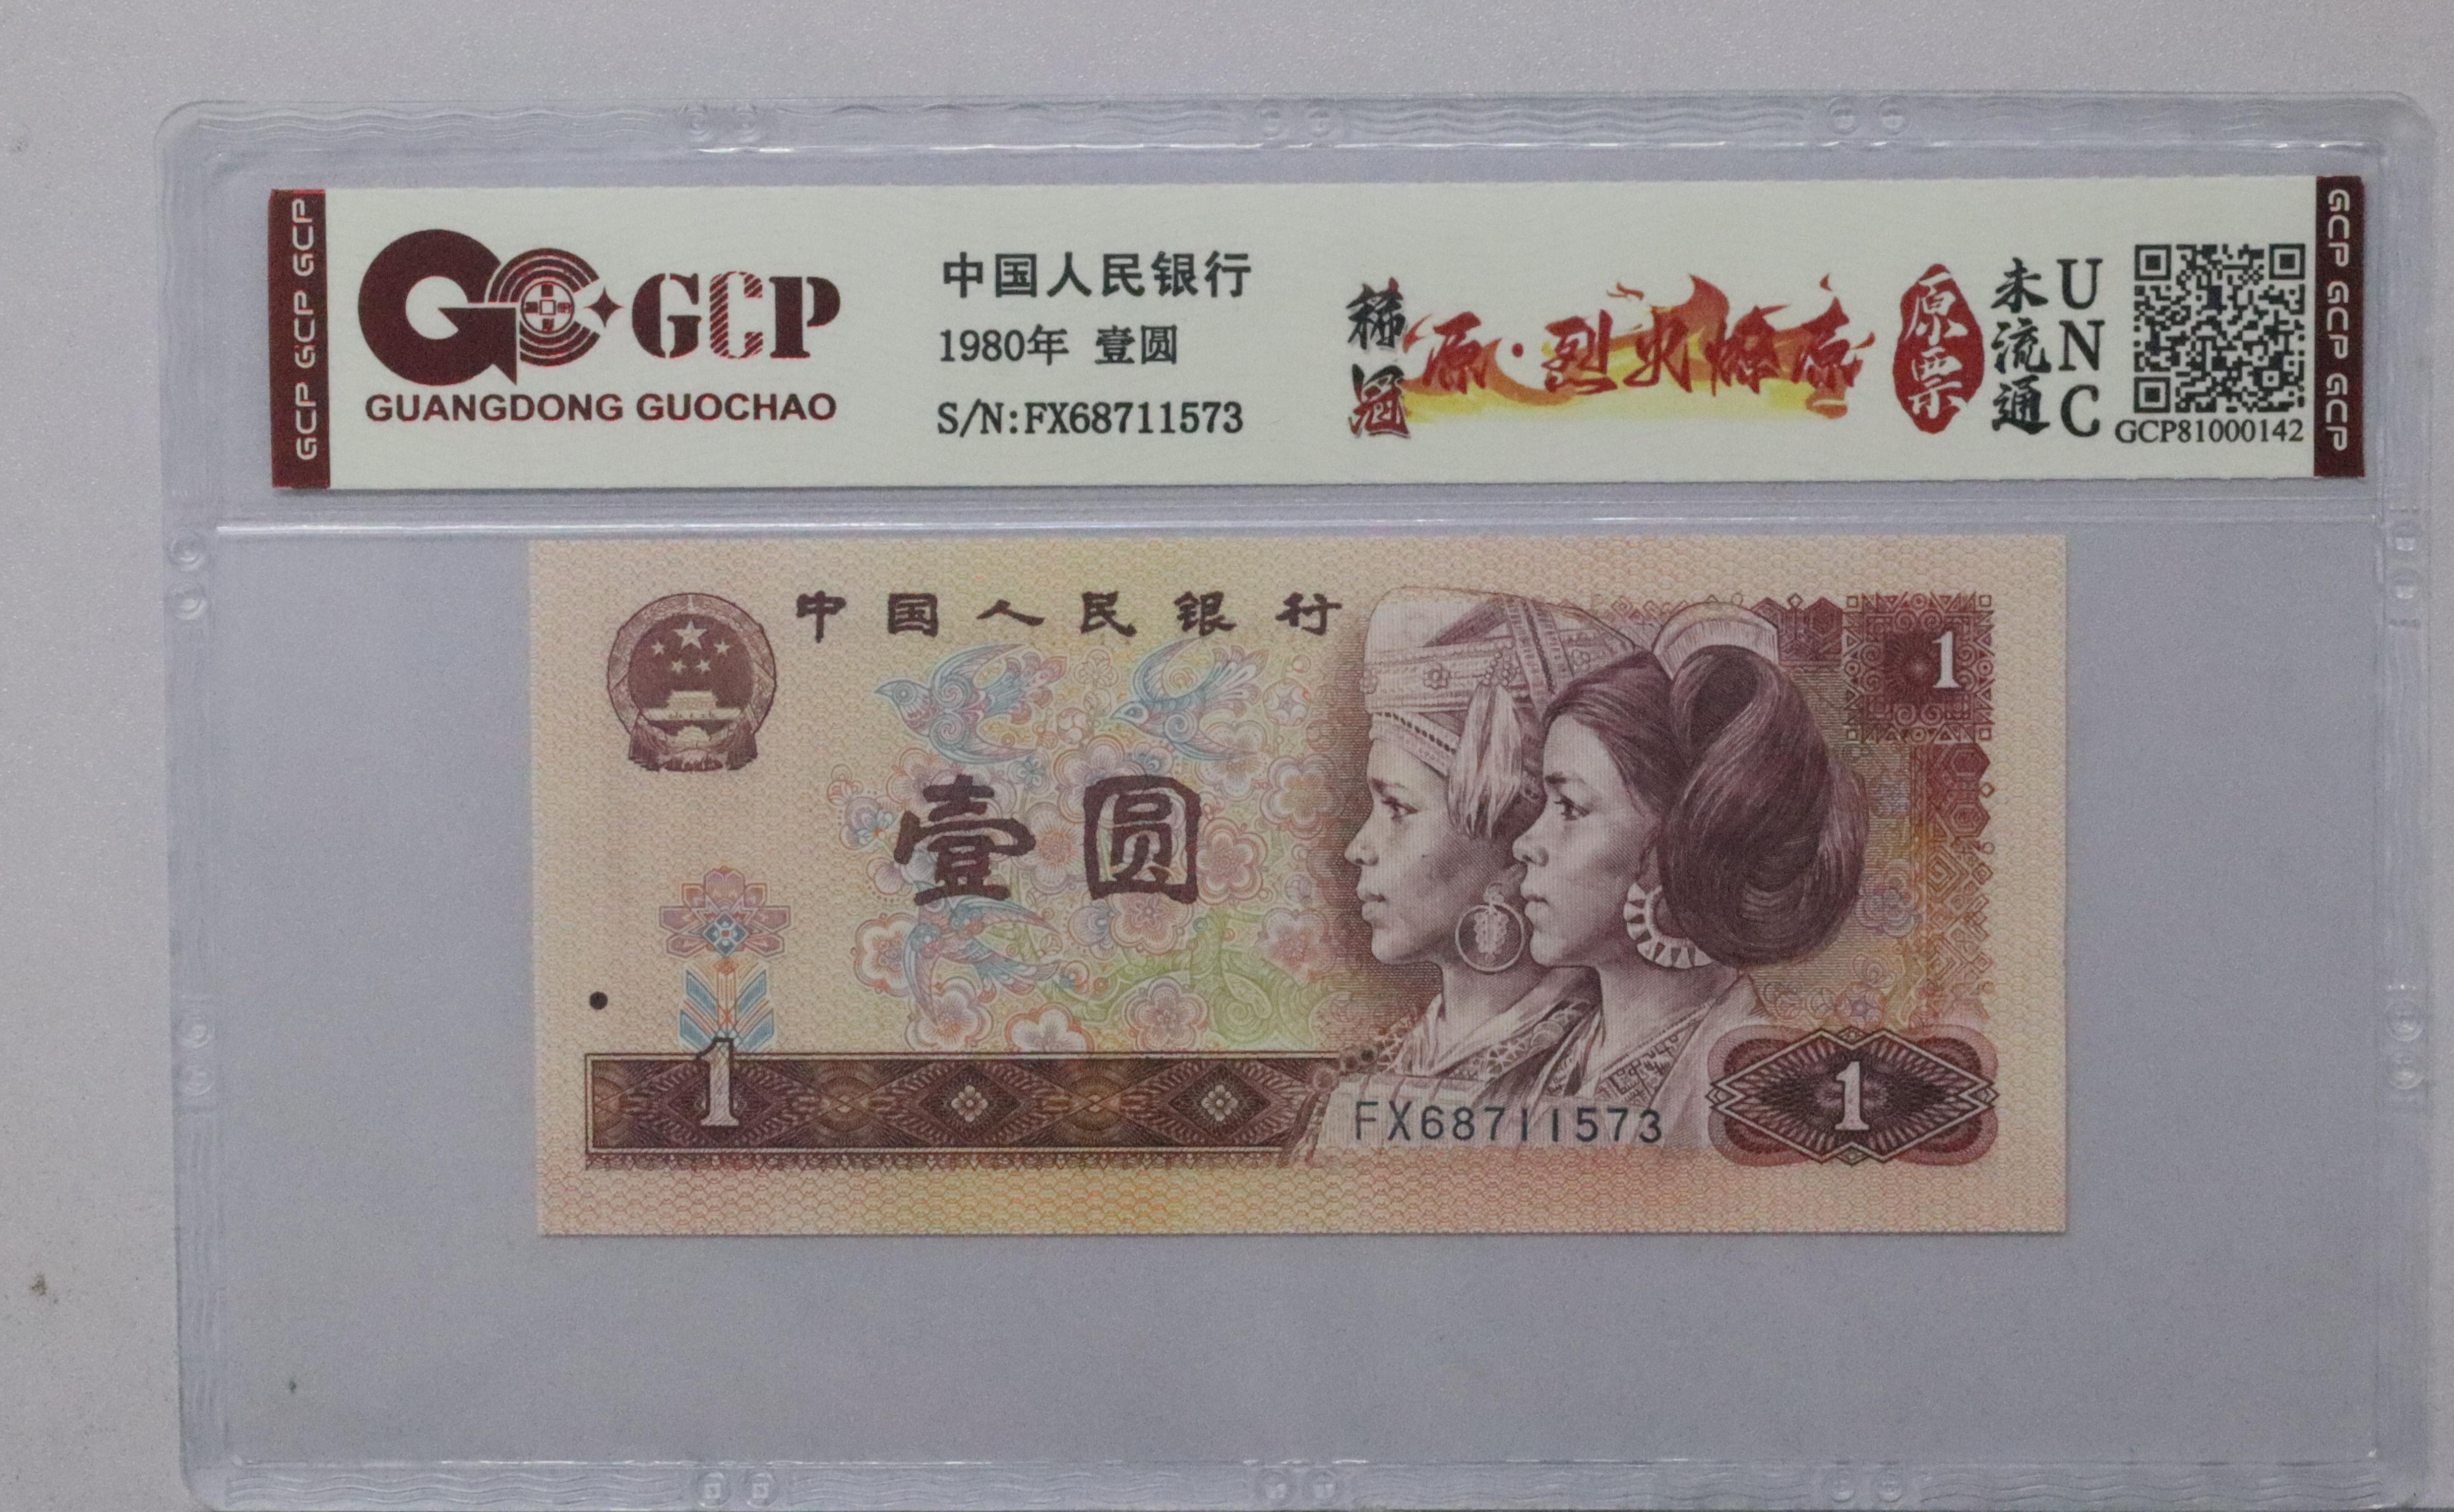 GCP GCP GCP
GCP
GUANGDONG GUOCHAO
中国人民银行
1980年 壹圆
S/N:FX68711573
稀冠
原·烈火燎原
原票
未流通
UNC
GCP81000142
GCP GCP GCP
中国人民银行
1
壹圆
1
FX68711573
1